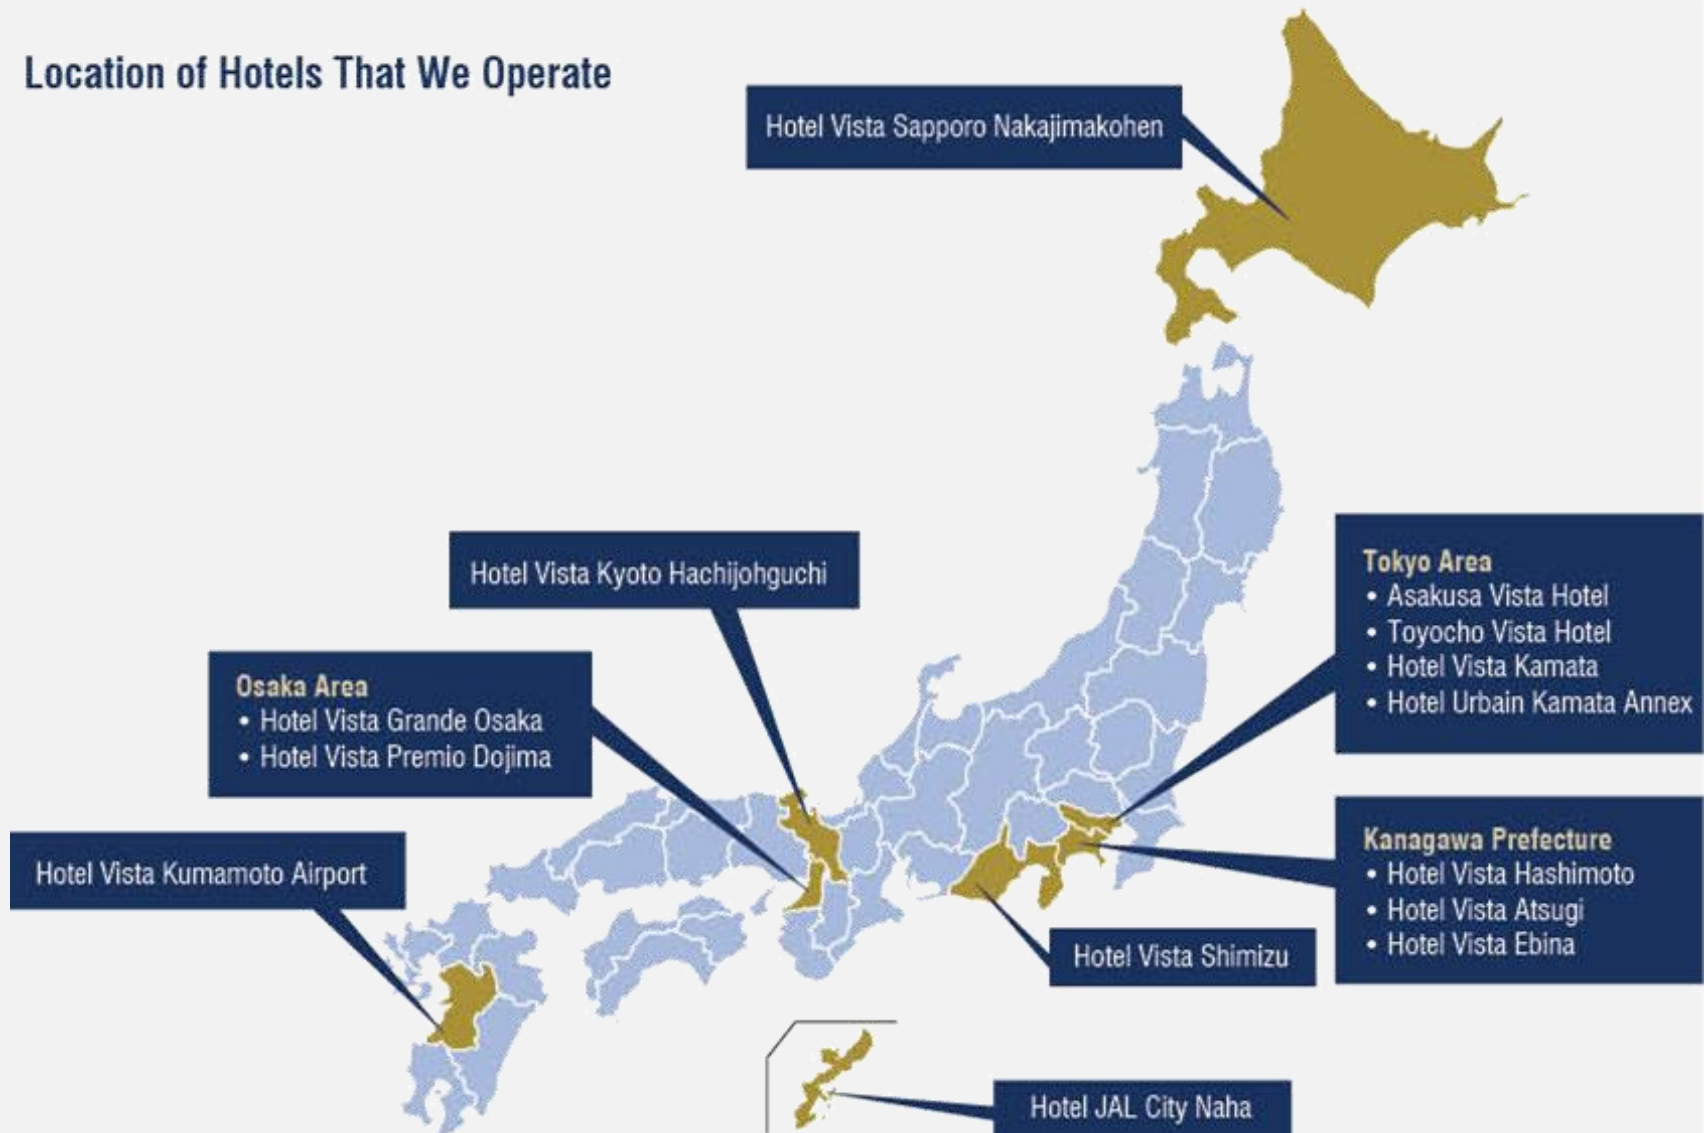 Location of Hotels That We Operate
Hotel Vista Sapporo Nakajimakohen
Hotel Vista Kyoto Hachijohguchi
Tokyo Area
• Asakusa Vista Hotel
• Toyocho Vista Hotel
• Hotel Vista Kamata
• Hotel Urbain Kamata Annex
Osaka Area
• Hotel Vista Grande Osaka
• Hotel Vista Premio Dojima
Kanagawa Prefecture
• Hotel Vista Hashimoto
• Hotel Vista Atsugi
• Hotel Vista Ebina
Hotel Vista Kumamoto Airport
Hotel Vista Shimizu
Hotel JAL City Naha